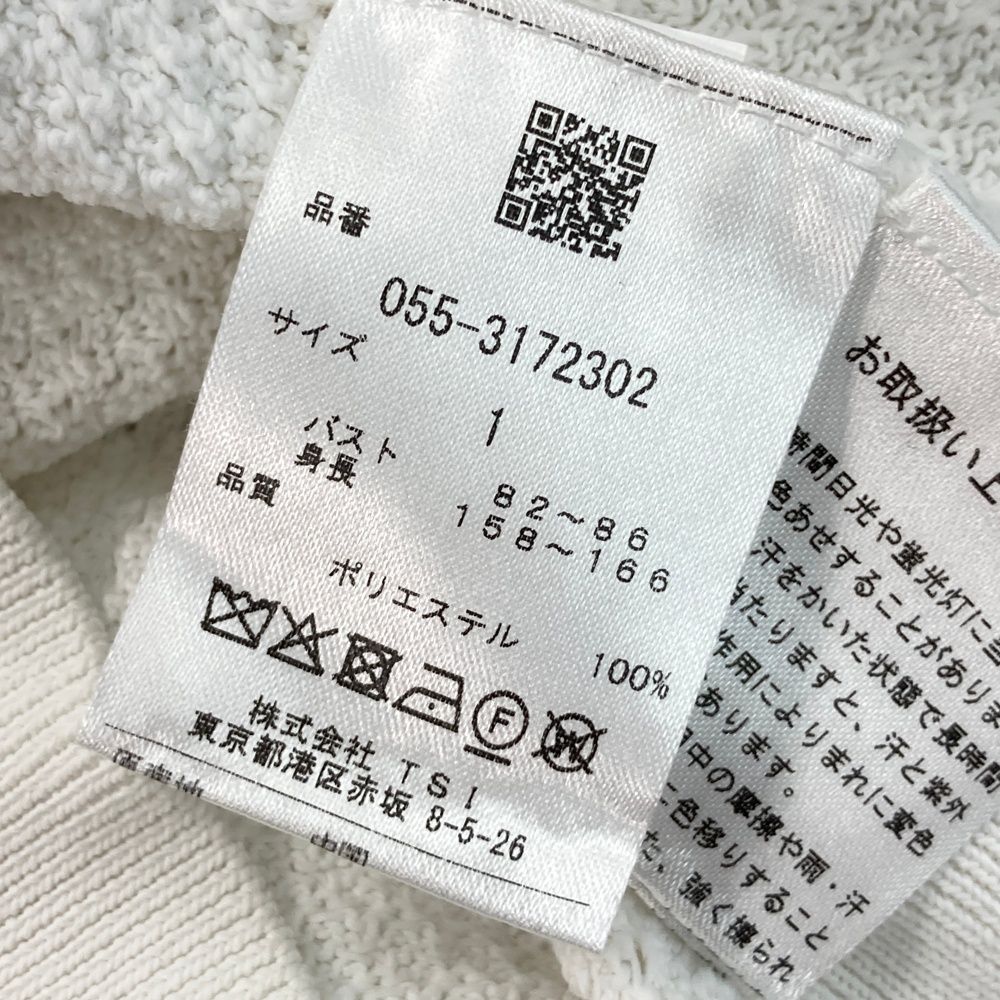 品番
055-3172302
サイズ
1
バスト
82~86
身長
158~166
品質
ポリエステル
100%
F
W
株式会社 TSI
東京都港区赤坂 8-5-26
お取扱い上
時間日光や蛍光灯に当
色あせすることがありま
汗をかいた状態で長時間
当たりますと、汗と紫外
作用によりまれに変色
あります。
中の摩擦や雨・汗
色移りすること
た、強く擦られ